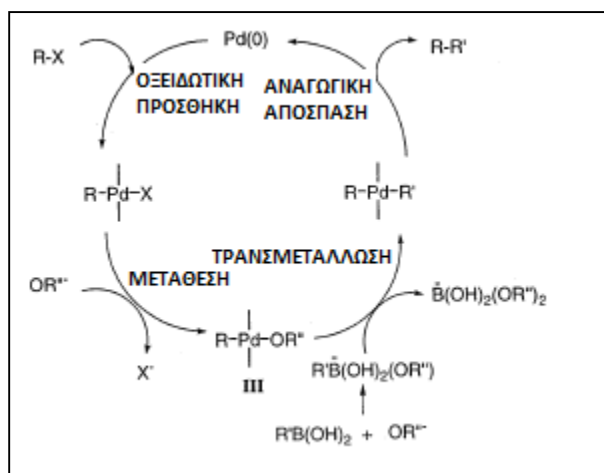 Pd(0)
R-X
R-R'
ΟΞΕΙΔΩΤΙΚΗ
ΠΡΟΣΘΗΚΗ
ΑΝΑΓΩΓΙΚΗ
ΑΠΟΣΠΑΣΗ
R-Pd-X
R-Pd-R'
ΜΕΤΑΘΕΣΗ
ΤΡΑΝΣΜΕΤΑΛΛΩΣΗ
OR"⁻
B(OH)₂(OR")₂
R-Pd-OR"
III
X⁻
R'B(OH)₂(OR")
R'B(OH)₂ + OR"⁻